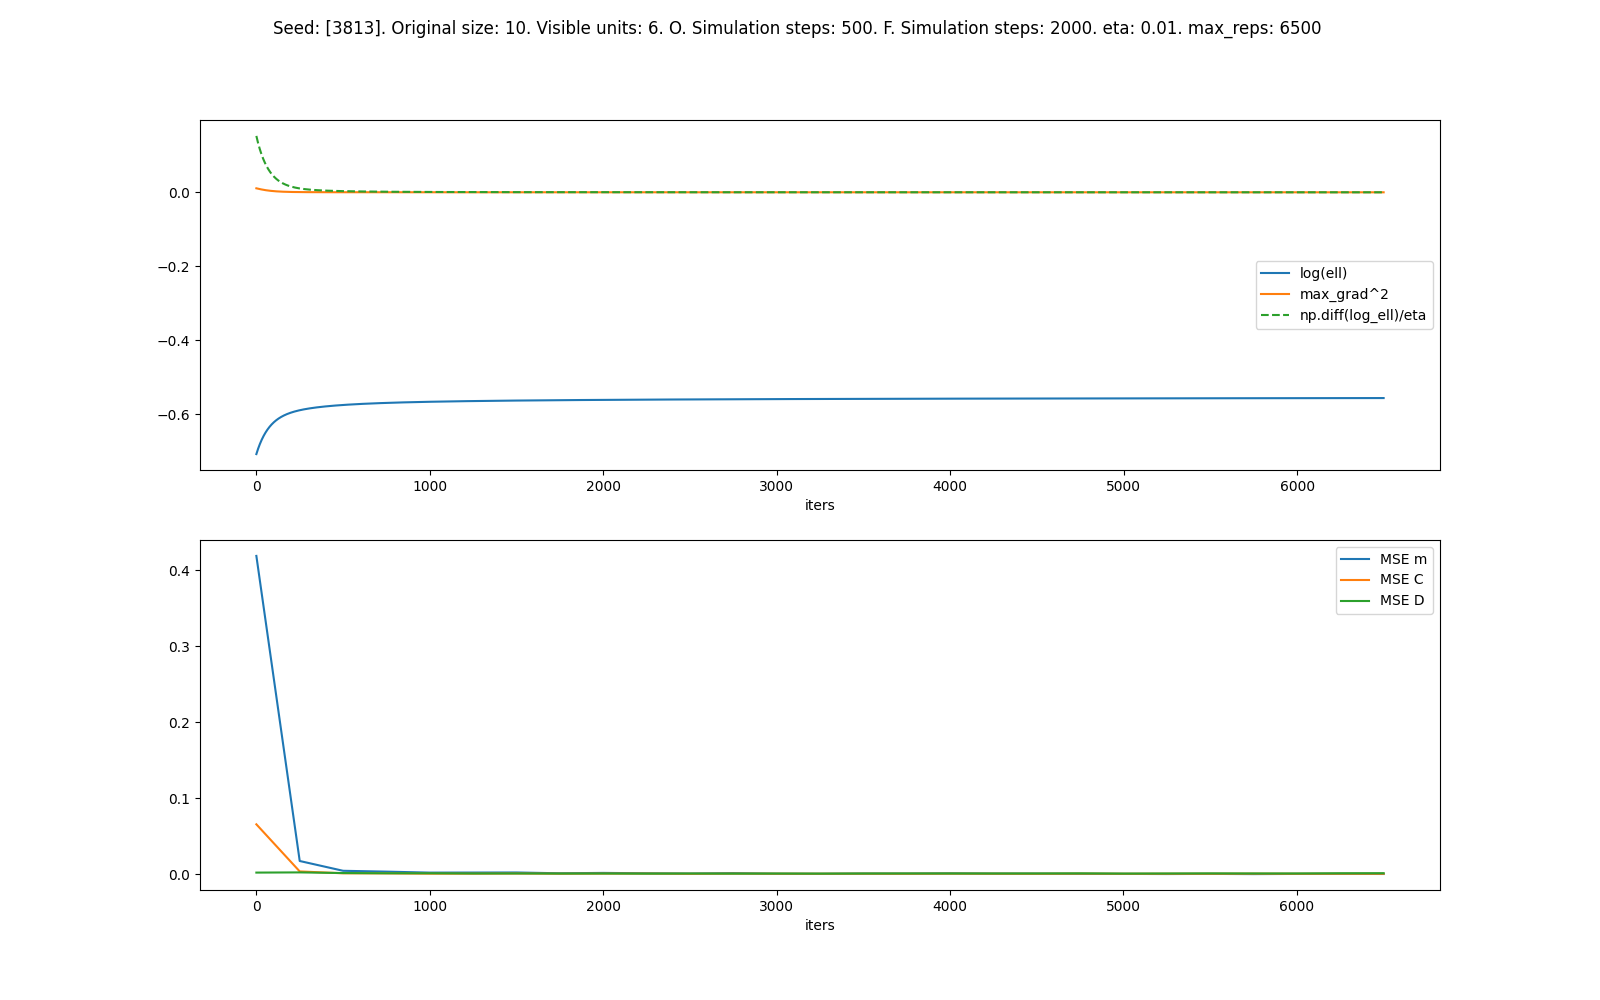 Seed: [3813]. Original size: 10. Visible units: 6. O. Simulation steps: 500. F. Simulation steps: 2000. eta: 0.01. max_reps: 6500
0.0
−0.2
−0.4
−0.6
log(ell)
max_grad^2
np.diff(log_ell)/eta
0 1000 2000 3000 4000 5000 6000
iters
0.4
0.3
0.2
0.1
0.0
MSE m
MSE C
MSE D
0 1000 2000 3000 4000 5000 6000
iters